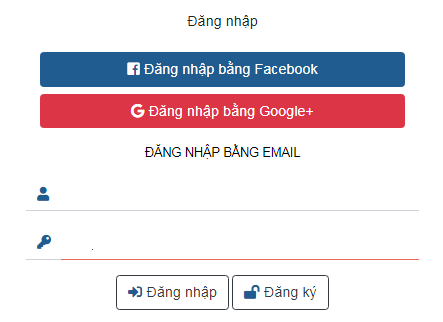 Đăng nhập
Đăng nhập bằng Facebook
Đăng nhập bằng Google+
ĐĂNG NHẬP BẰNG EMAIL
Đăng nhập Đăng ký